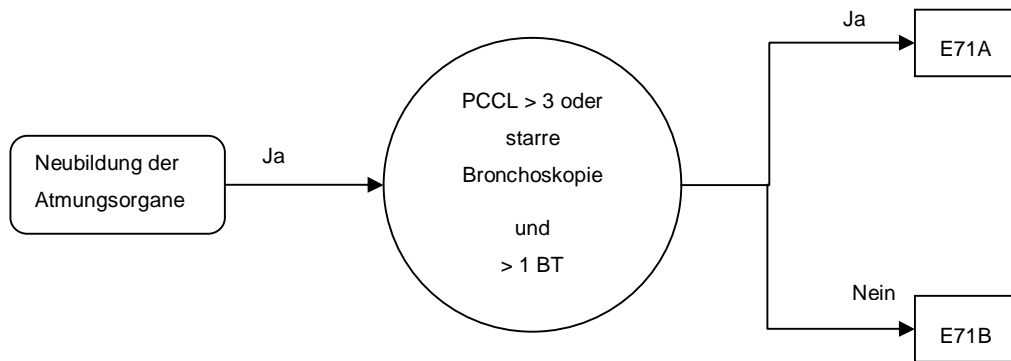 Neubildung der
Atmungsorgane
Ja
PCCL > 3 oder
starre
Bronchoskopie
und
> 1 BT
Ja
E71A
Nein
E71B